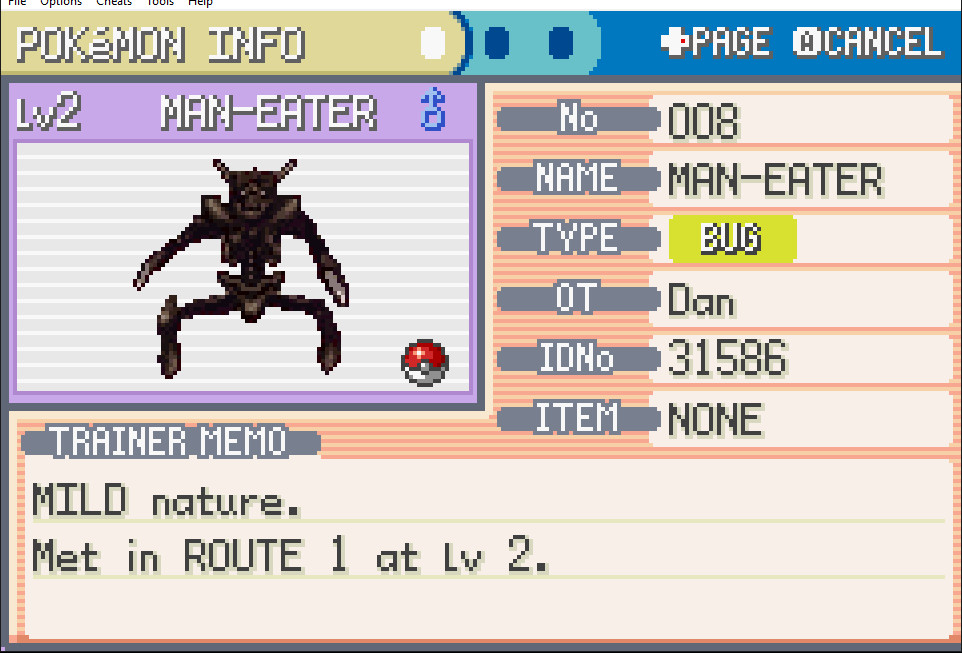 File Options Cheats Tools Help
POKéMON INFO PAGE A CANCEL
Lv2 MAN-EATER ♂
No 008
NAME MAN-EATER
TYPE BUG
OT Dan
IDNo 31586
ITEM NONE
TRAINER MEMO
MILD nature.
Met in ROUTE 1 at Lv 2.